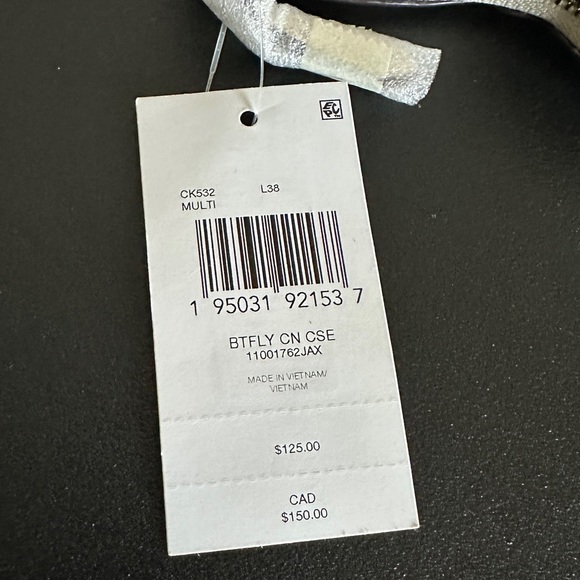 EPC
CK532 L38
MULTI
1 95031 92153 7
BTFLY CN CSE
11001762JAX
MADE IN VIETNAM/
VIETNAM
$125.00
CAD
$150.00